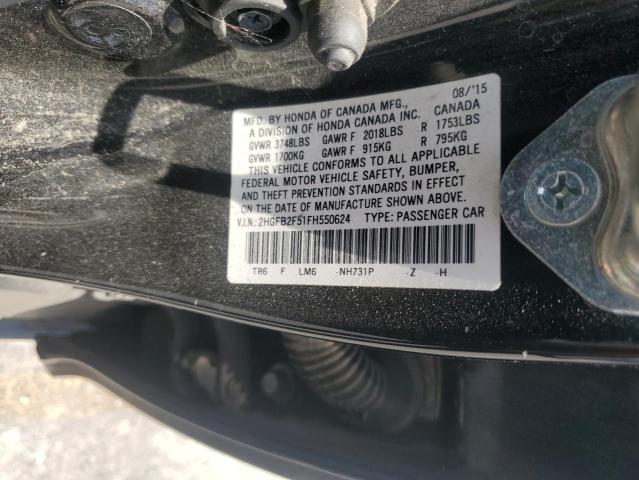 MFD. BY HONDA OF CANADA MFG., 08/'15
A DIVISION OF HONDA CANADA INC. CANADA
GVWR 3748LBS GAWR F 2018LBS R 1753LBS
GVWR 1700KG GAWR F 915KG R 795KG
THIS VEHICLE CONFORMS TO ALL APPLICABLE
FEDERAL MOTOR VEHICLE SAFETY, BUMPER,
AND THEFT PREVENTION STANDARDS IN EFFECT
ON THE DATE OF MANUFACTURE SHOWN ABOVE.
V.I.N.: 2HGFB2F51FH550624 TYPE: PASSENGER CAR
TR6 F LM6 -NH731P -Z -H